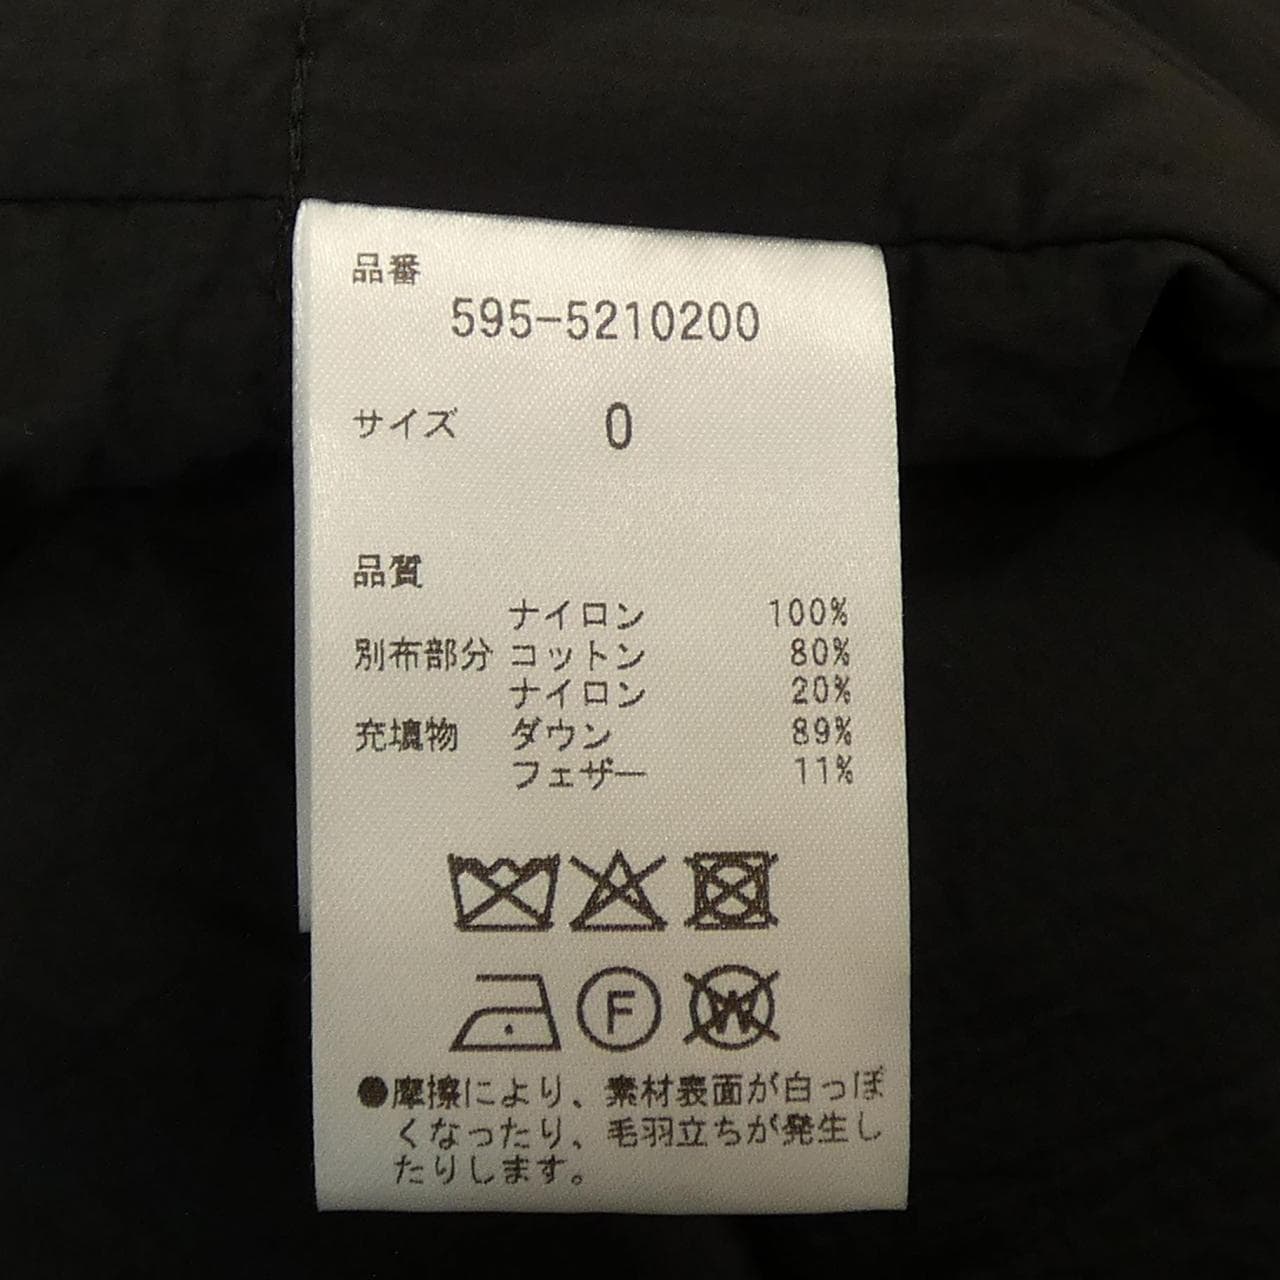 品番
595-5210200
サイズ 0
品質
ナイロン 100%
別布部分 コットン 80%
ナイロン 20%
充填物 ダウン 89%
フェザー 11%
F W
●摩擦により、素材表面が白っぽ
くなったり、毛羽立ちが発生し
たりします。